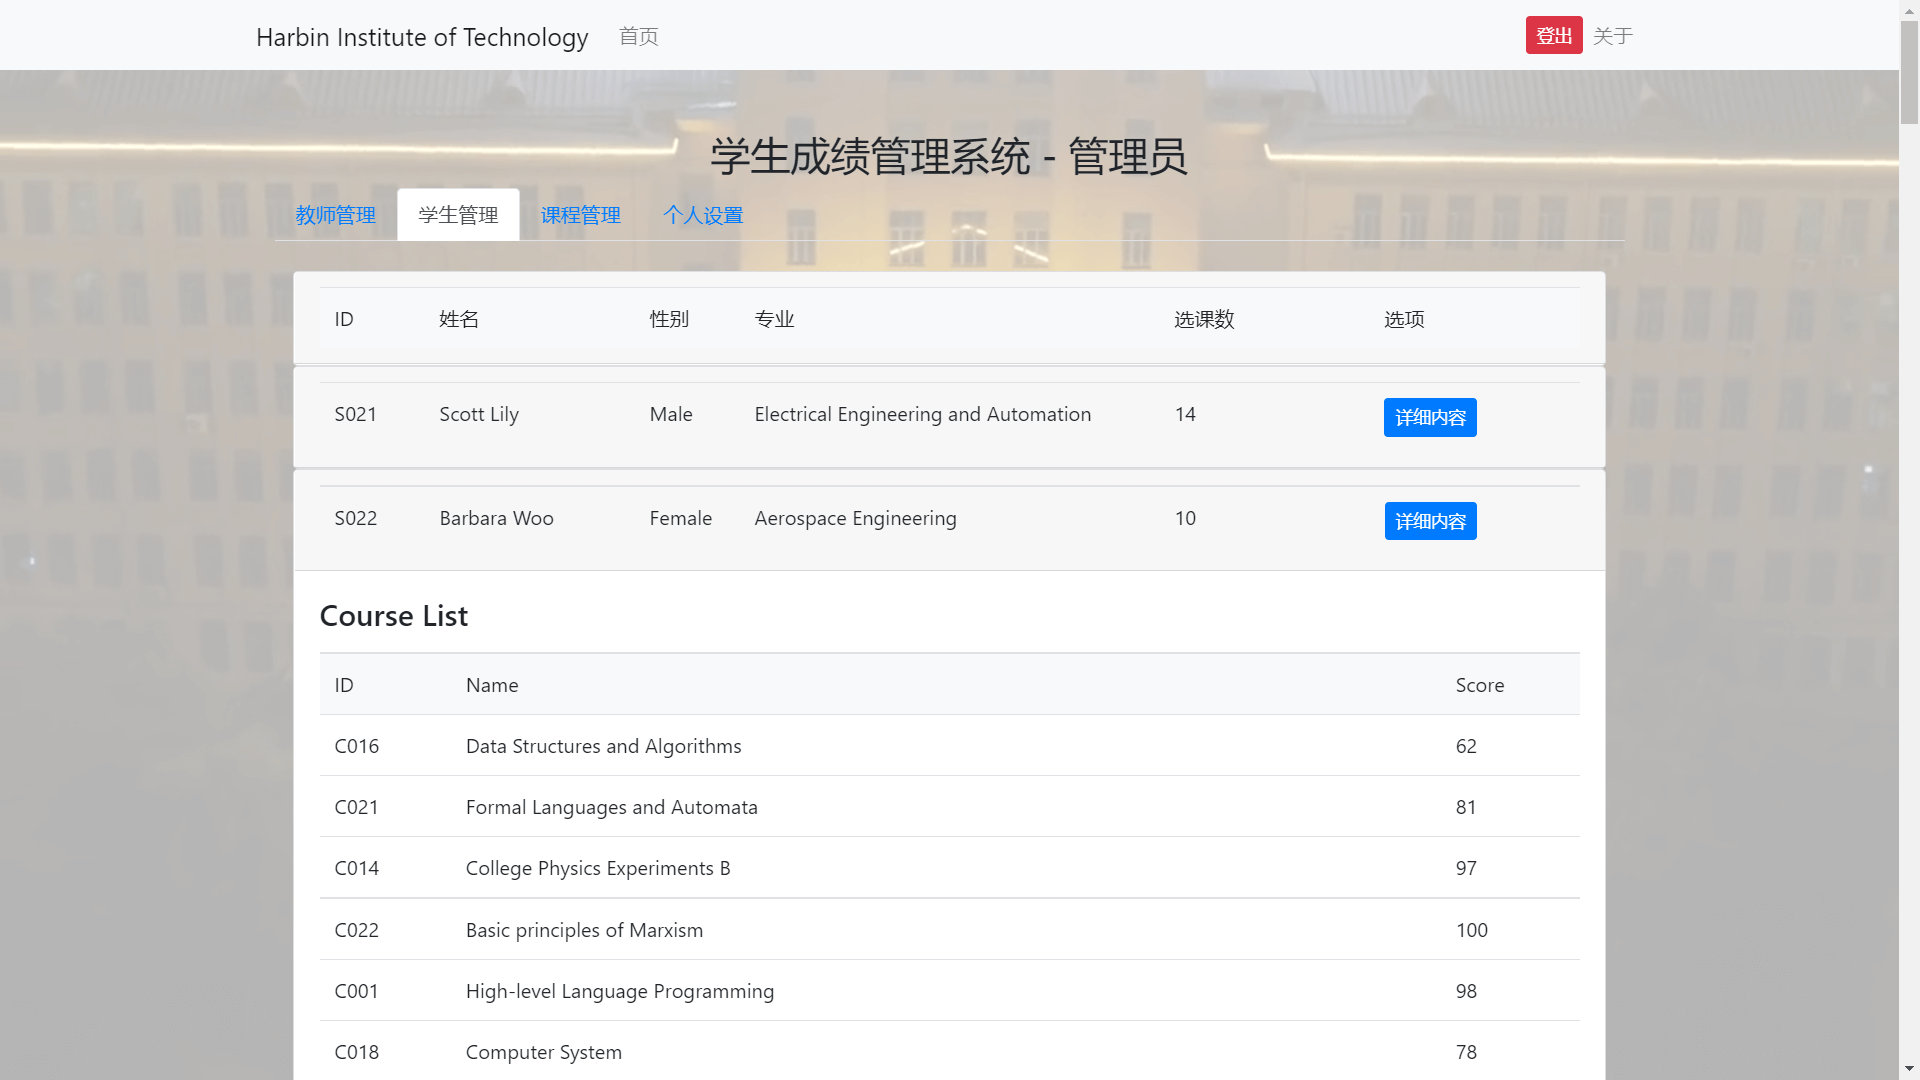 Harbin Institute of Technology 首页 登出 关于
学生成绩管理系统 - 管理员
教师管理 学生管理 课程管理 个人设置
ID 姓名 性别 专业 选课数 选项
S021 Scott Lily Male Electrical Engineering and Automation 14 详细内容
S022 Barbara Woo Female Aerospace Engineering 10 详细内容
Course List
ID Name Score
C016 Data Structures and Algorithms 62
C021 Formal Languages and Automata 81
C014 College Physics Experiments B 97
C022 Basic principles of Marxism 100
C001 High-level Language Programming 98
C018 Computer System 78